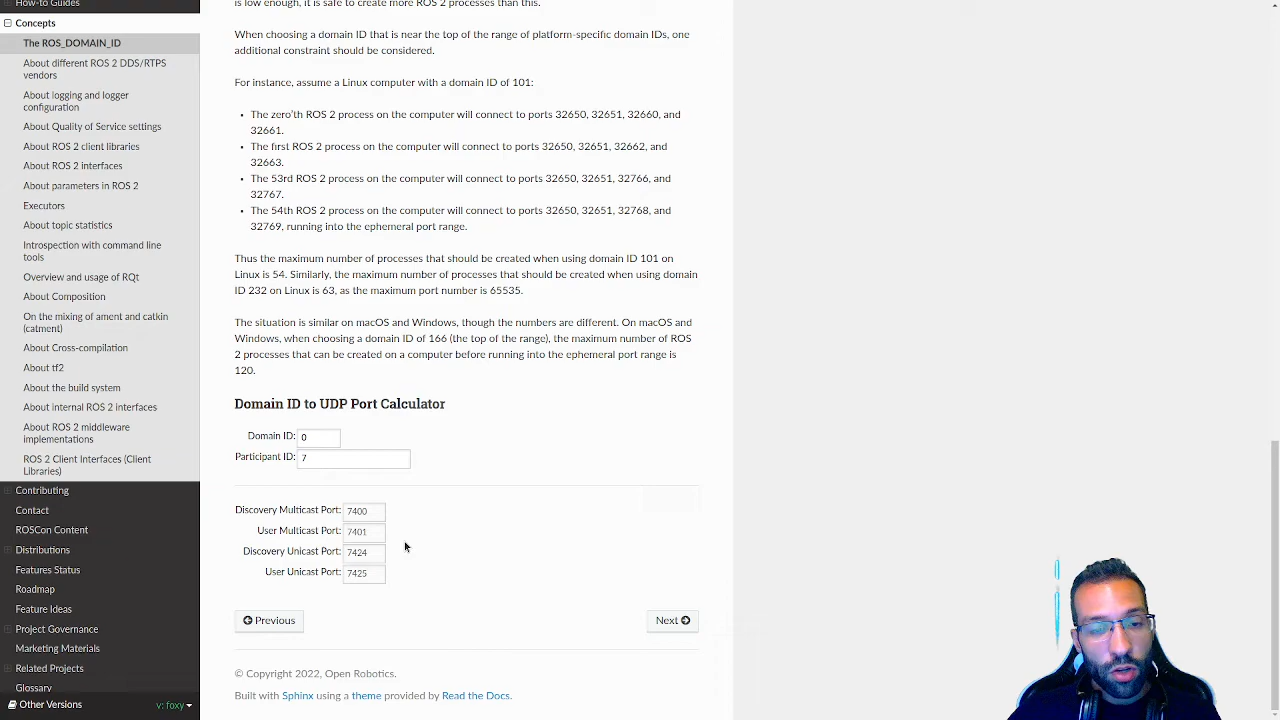 How-to Guides
Concepts
The ROS_DOMAIN_ID
About different ROS 2 DDS/RTPS
vendors
About logging and logger
configuration
About Quality of Service settings
About ROS 2 client libraries
About ROS 2 interfaces
About parameters in ROS 2
Executors
About topic statistics
Introspection with command line
tools
Overview and usage of RQt
About Composition
On the mixing of ament and catkin
(catment)
About Cross-compilation
About tf2
About the build system
About internal ROS 2 interfaces
About ROS 2 middleware
implementations
ROS 2 Client Interfaces (Client
Libraries)
Contributing
Contact
ROSCon Content
Distributions
Features Status
Roadmap
Feature Ideas
Project Governance
Marketing Materials
Related Projects
Glossary
Other Versions v: foxy
is low enough, it is safe to create more ROS 2 processes than this.
When choosing a domain ID that is near the top of the range of platform-specific domain IDs, one
additional constraint should be considered.
For instance, assume a Linux computer with a domain ID of 101:
• The zero'th ROS 2 process on the computer will connect to ports 32650, 32651, 32660, and
32661.
• The first ROS 2 process on the computer will connect to ports 32650, 32651, 32662, and
32663.
• The 53rd ROS 2 process on the computer will connect to ports 32650, 32651, 32766, and
32767.
• The 54th ROS 2 process on the computer will connect to ports 32650, 32651, 32768, and
32769, running into the ephemeral port range.
Thus the maximum number of processes that should be created when using domain ID 101 on
Linux is 54. Similarly, the maximum number of processes that should be created when using domain
ID 232 on Linux is 63, as the maximum port number is 65535.
The situation is similar on macOS and Windows, though the numbers are different. On macOS and
Windows, when choosing a domain ID of 166 (the top of the range), the maximum number of ROS
2 processes that can be created on a computer before running into the ephemeral port range is
120.
Domain ID to UDP Port Calculator
Domain ID: 0
Participant ID: 7
Discovery Multicast Port: 7400
User Multicast Port: 7401
Discovery Unicast Port: 7424
User Unicast Port: 7425
Previous
Next
© Copyright 2022, Open Robotics.
Built with Sphinx using a theme provided by Read the Docs.